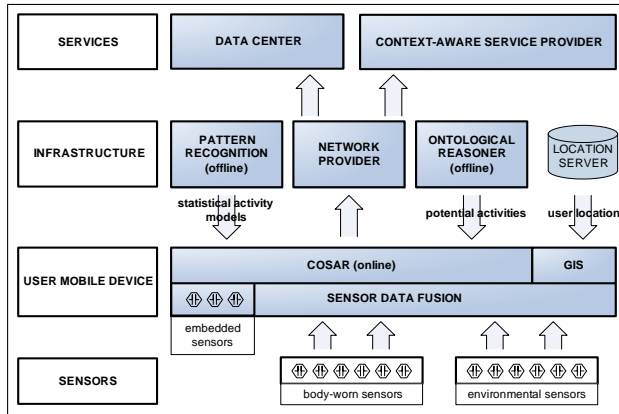 SERVICES
DATA CENTER
CONTEXT-AWARE SERVICE PROVIDER
INFRASTRUCTURE
PATTERN
RECOGNITION
(offline)
NETWORK
PROVIDER
ONTOLOGICAL
REASONER
(offline)
LOCATION
SERVER
statistical activity
models
potential activities
user location
USER MOBILE DEVICE
COSAR (online)
GIS
SENSOR DATA FUSION
embedded
sensors
SENSORS
body-worn sensors
environmental sensors